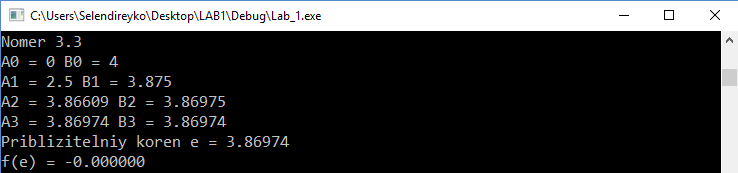 C:\Users\Selendireyko\Desktop\LAB1\Debug\Lab_1.exe
Nomer 3.3
A0 = 0 B0 = 4
A1 = 2.5 B1 = 3.875
A2 = 3.86609 B2 = 3.86975
A3 = 3.86974 B3 = 3.86974
Priblizitelniy koren e = 3.86974
f(e) = -0.000000